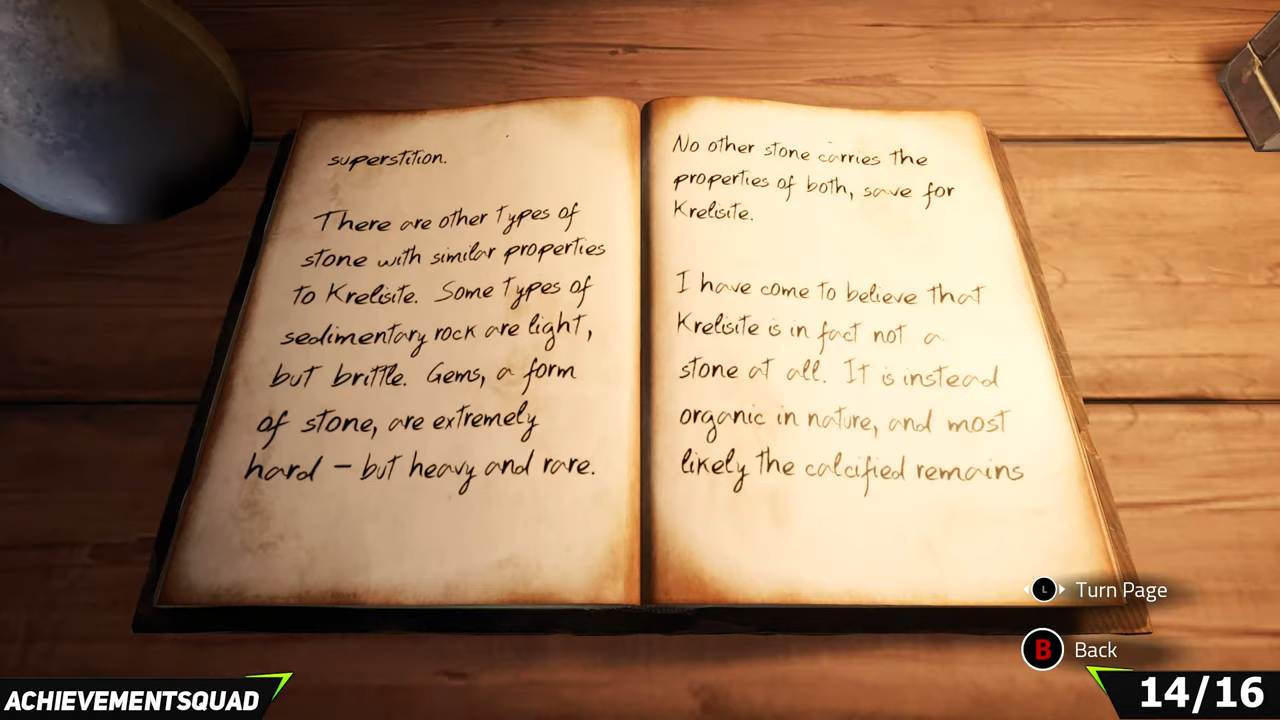 superstition.
There are other types of
stone with similar properties
to Krelisite. Some types of
sedimentary rock are light,
but brittle. Gems, a form
of stone, are extremely
hard – but heavy and rare.
No other stone carries the
properties of both, save for
Krelisite.
I have come to believe that
Krelisite is in fact not a
stone at all. It is instead
organic in nature, and most
likely the calcified remains
L Turn Page
B Back
ACHIEVEMENTSQUAD
14/16